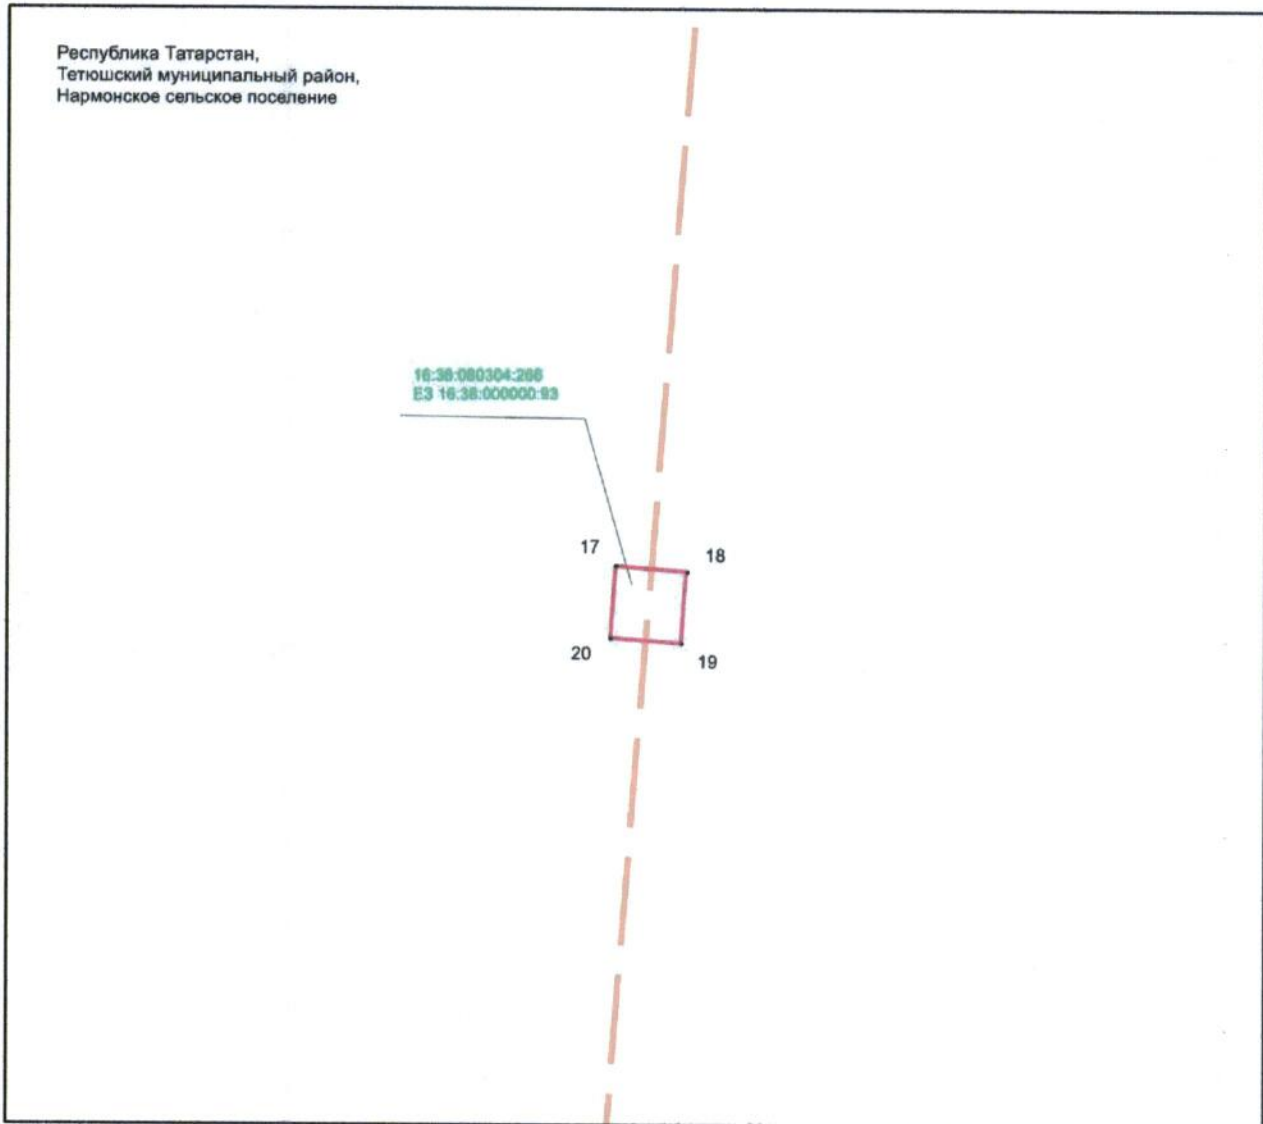 Республика Татарстан,
Тетюшский муниципальный район,
Нармонское сельское поселение
16:38:080304:266
ЕЗ 16:38:000000:93
17
18
20
19